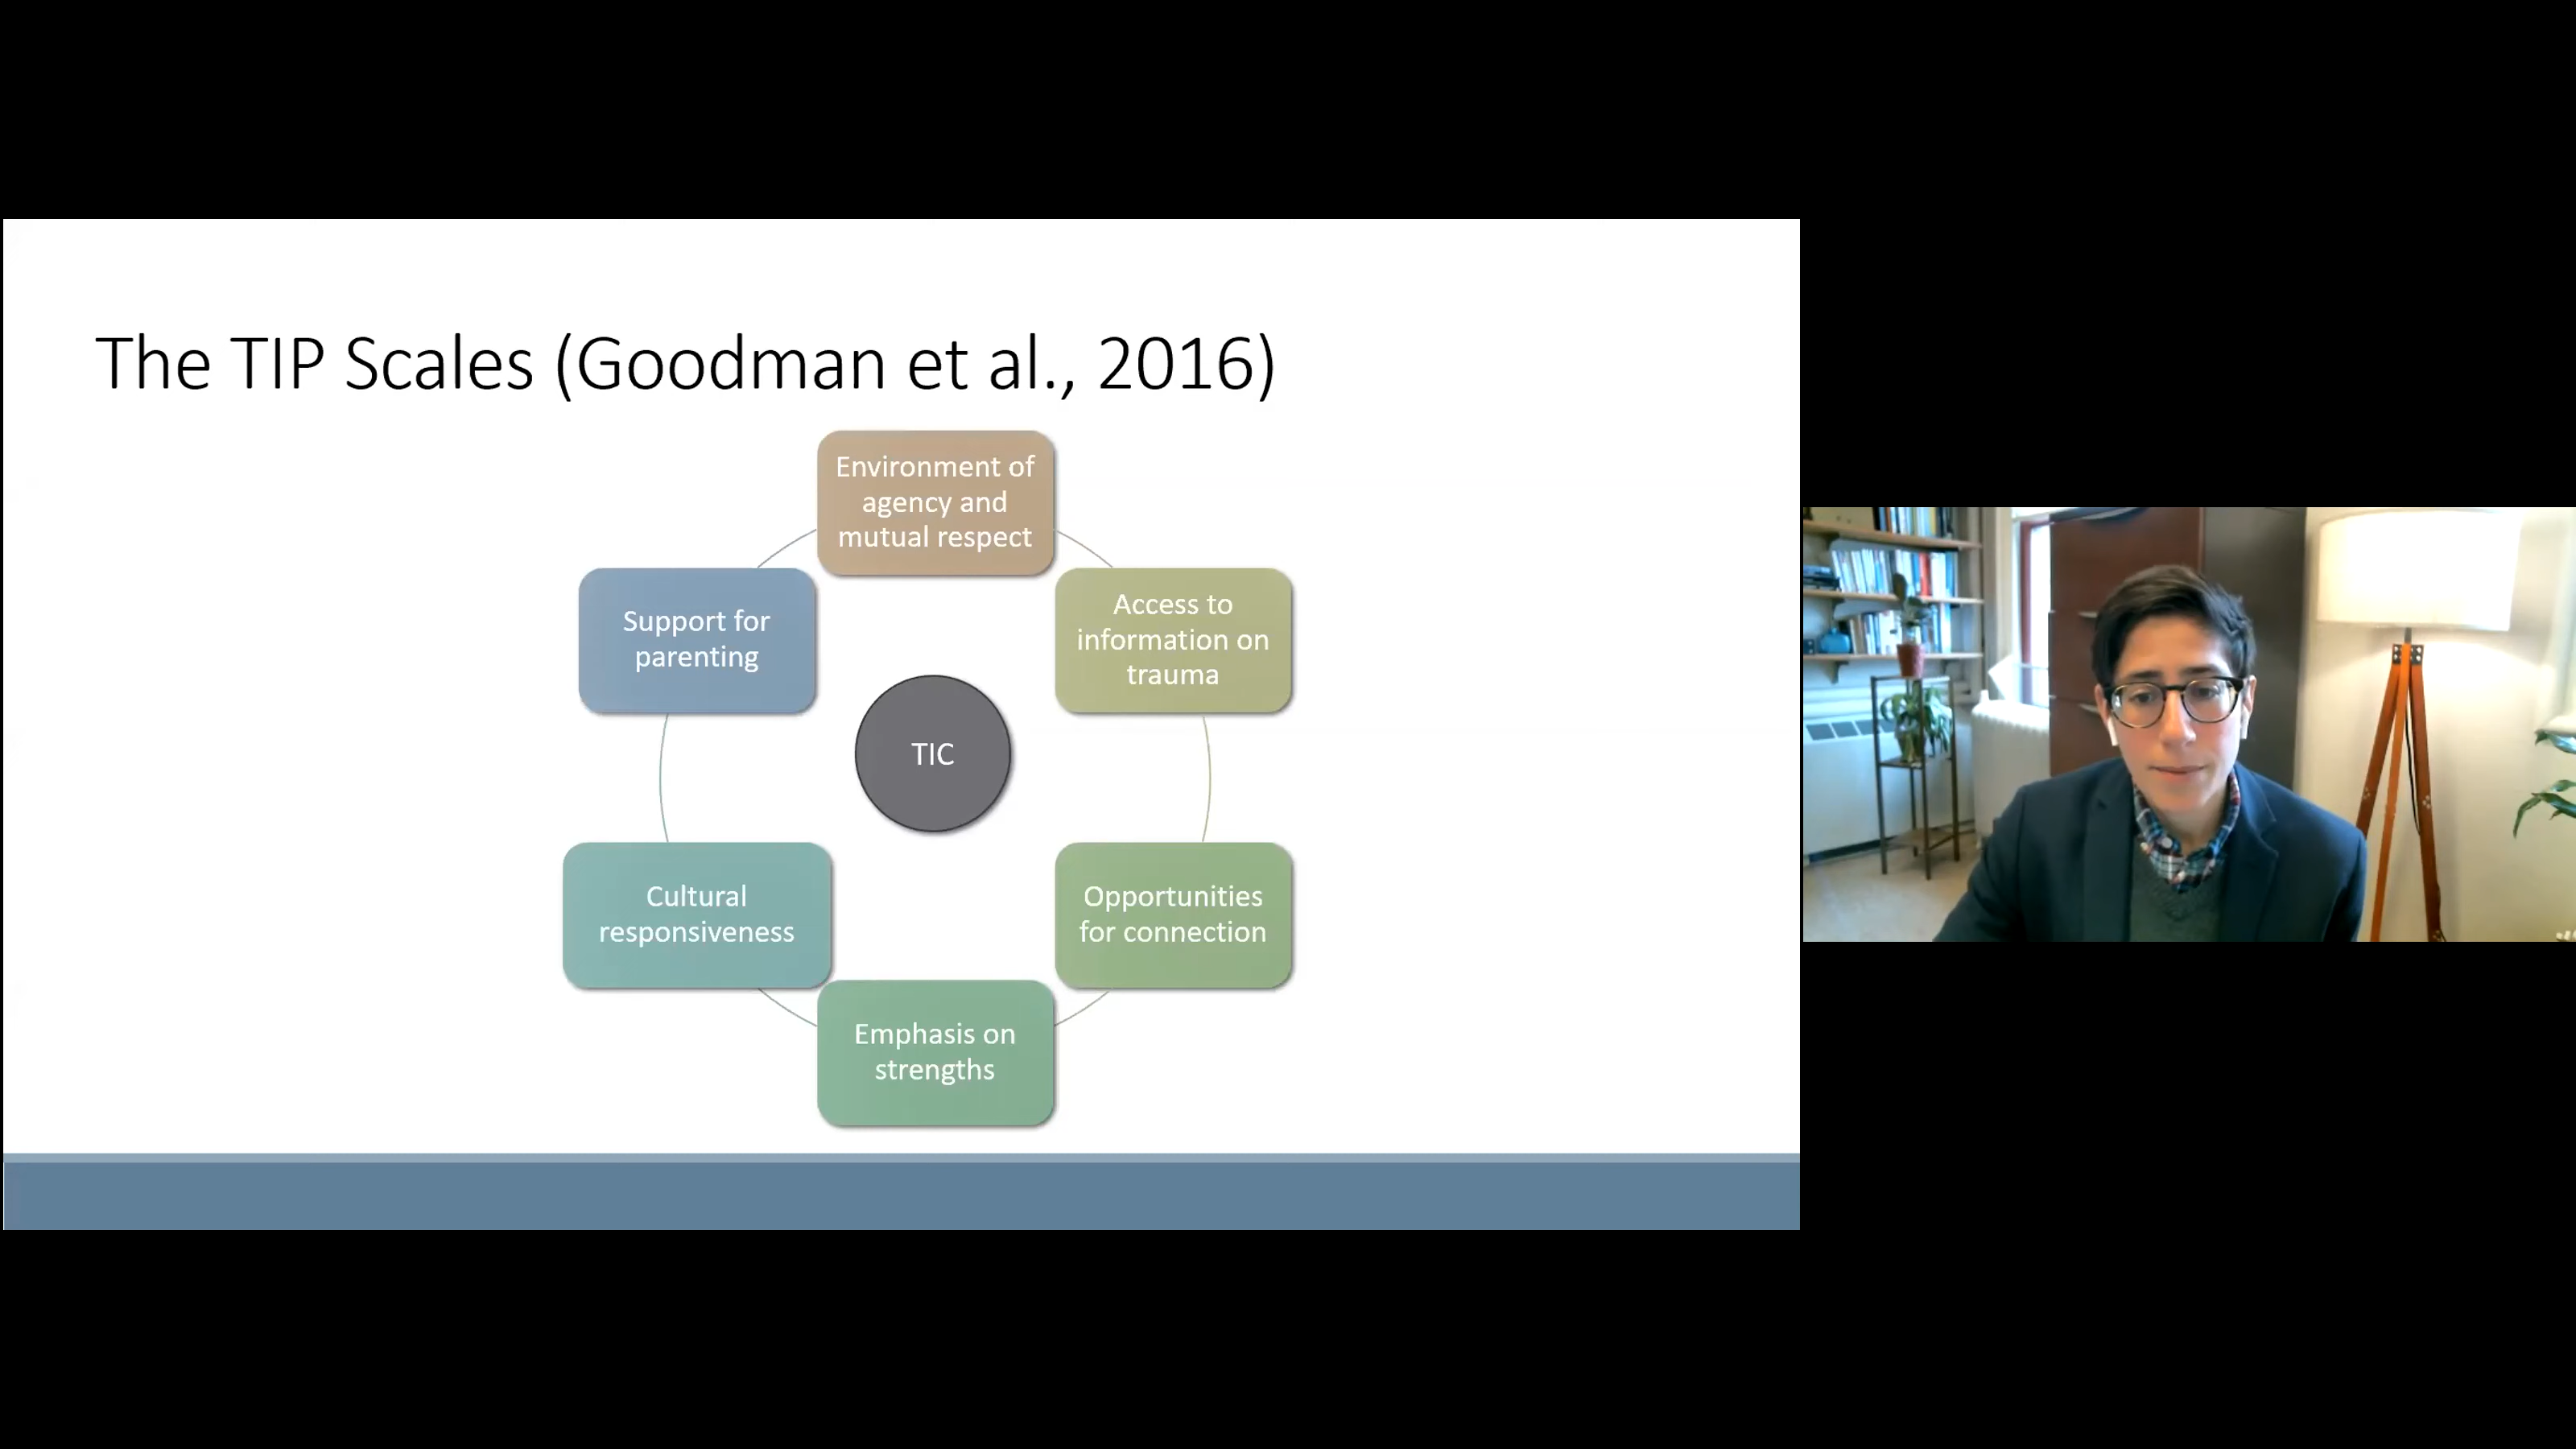 The TIP Scales (Goodman et al., 2016)
Environment of
agency and
mutual respect
Access to
information on
trauma
Opportunities
for connection
Emphasis on
strengths
Cultural
responsiveness
Support for
parenting
TIC